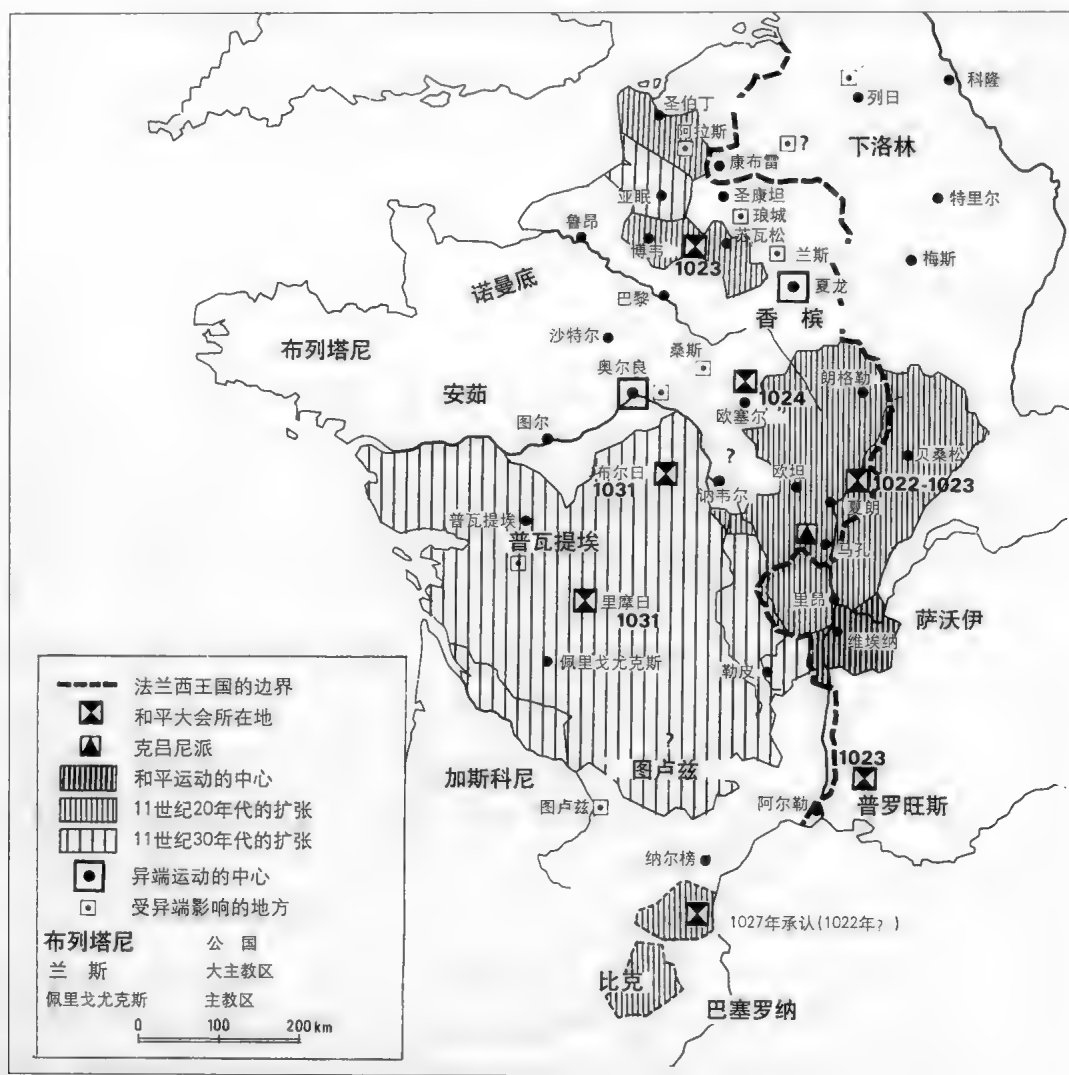 科隆
列日
圣伯丁
阿拉斯
?
下洛林
康布雷
亚眠
圣康坦
特里尔
琅城
鲁昂
博韦
苏瓦松
兰斯
梅斯
1023
诺曼底
巴黎
夏龙
香 槟
沙特尔
布列塔尼
桑斯
奥尔良
朗格勒
安茹
1024
欧塞尔
图尔
?
贝桑松
布尔日
1031
讷韦尔
欧坦
1022-1023
夏朗
普瓦提埃
普瓦提埃
马孔
里摩日
1031
里昂
萨沃伊
维埃纳
佩里戈尤克斯
勒皮
?
图卢兹
加斯科尼
1023
图卢兹
阿尔勒
普罗旺斯
纳尔榜
1027年承认(1022年?)
比克
巴塞罗纳
法兰西王国的边界
和平大会所在地
克吕尼派
和平运动的中心
11世纪20年代的扩张
11世纪30年代的扩张
异端运动的中心
受异端影响的地方
布列塔尼 公 国
兰 斯 大主教区
佩里戈尤克斯 主教区
0 100 200 km